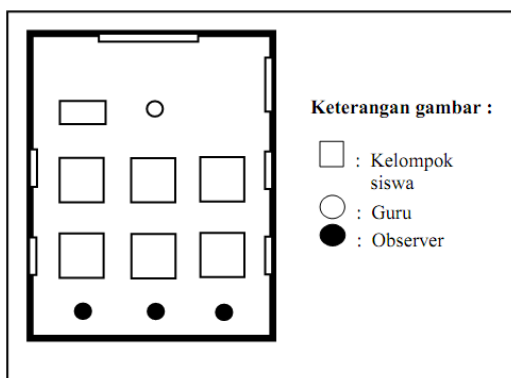 Keterangan gambar :
: Kelompok
siswa
: Guru
: Observer